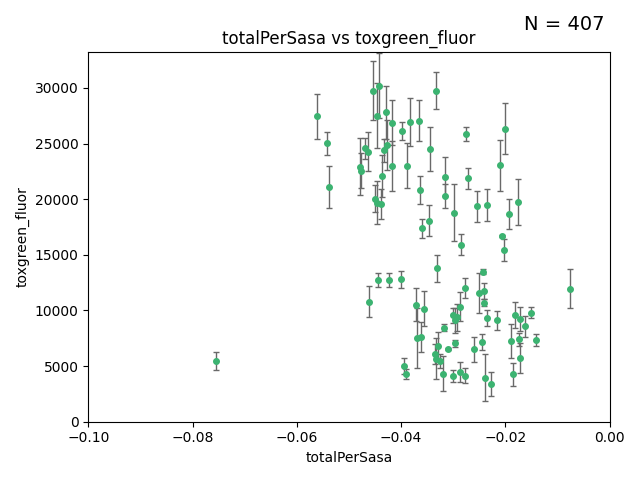 N = 407
totalPerSasa vs toxgreen_fluor
toxgreen_fluor
30000
25000
20000
15000
10000
5000
0
−0.10 −0.08 −0.06 −0.04 −0.02 0.00
totalPerSasa